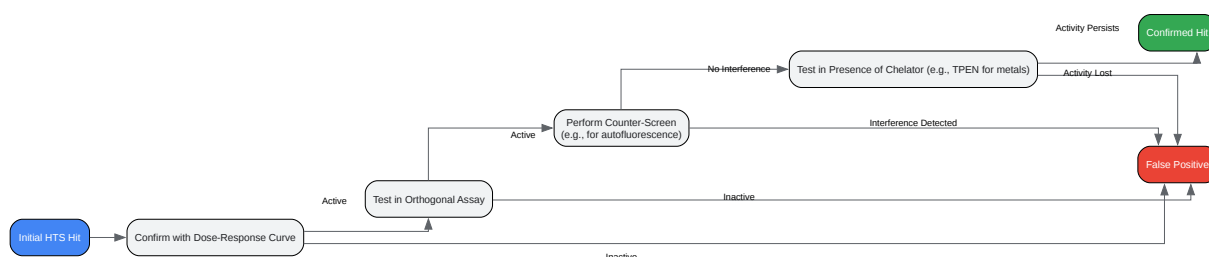 Activity Persists
Confirmed Hit
No Interference
Test in Presence of Chelator (e.g., TPEN for metals)
Activity Lost
Perform Counter-Screen
(e.g., for autofluorescence)
Interference Detected
Active
False Positive
Test in Orthogonal Assay
Inactive
Active
Initial HTS Hit
Confirm with Dose-Response Curve
Inactive